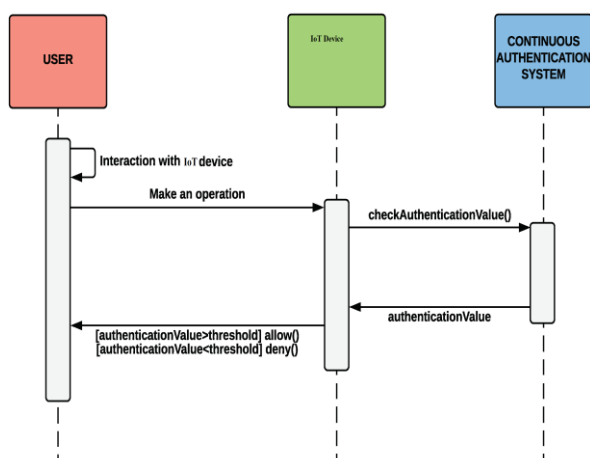 USER
IoT Device
CONTINUOUS
AUTHENTICATION
SYSTEM
Interaction with IoT device
Make an operation
checkAuthenticationValue()
authenticationValue
[authenticationValue>threshold] allow()
[authenticationValue<threshold] deny()